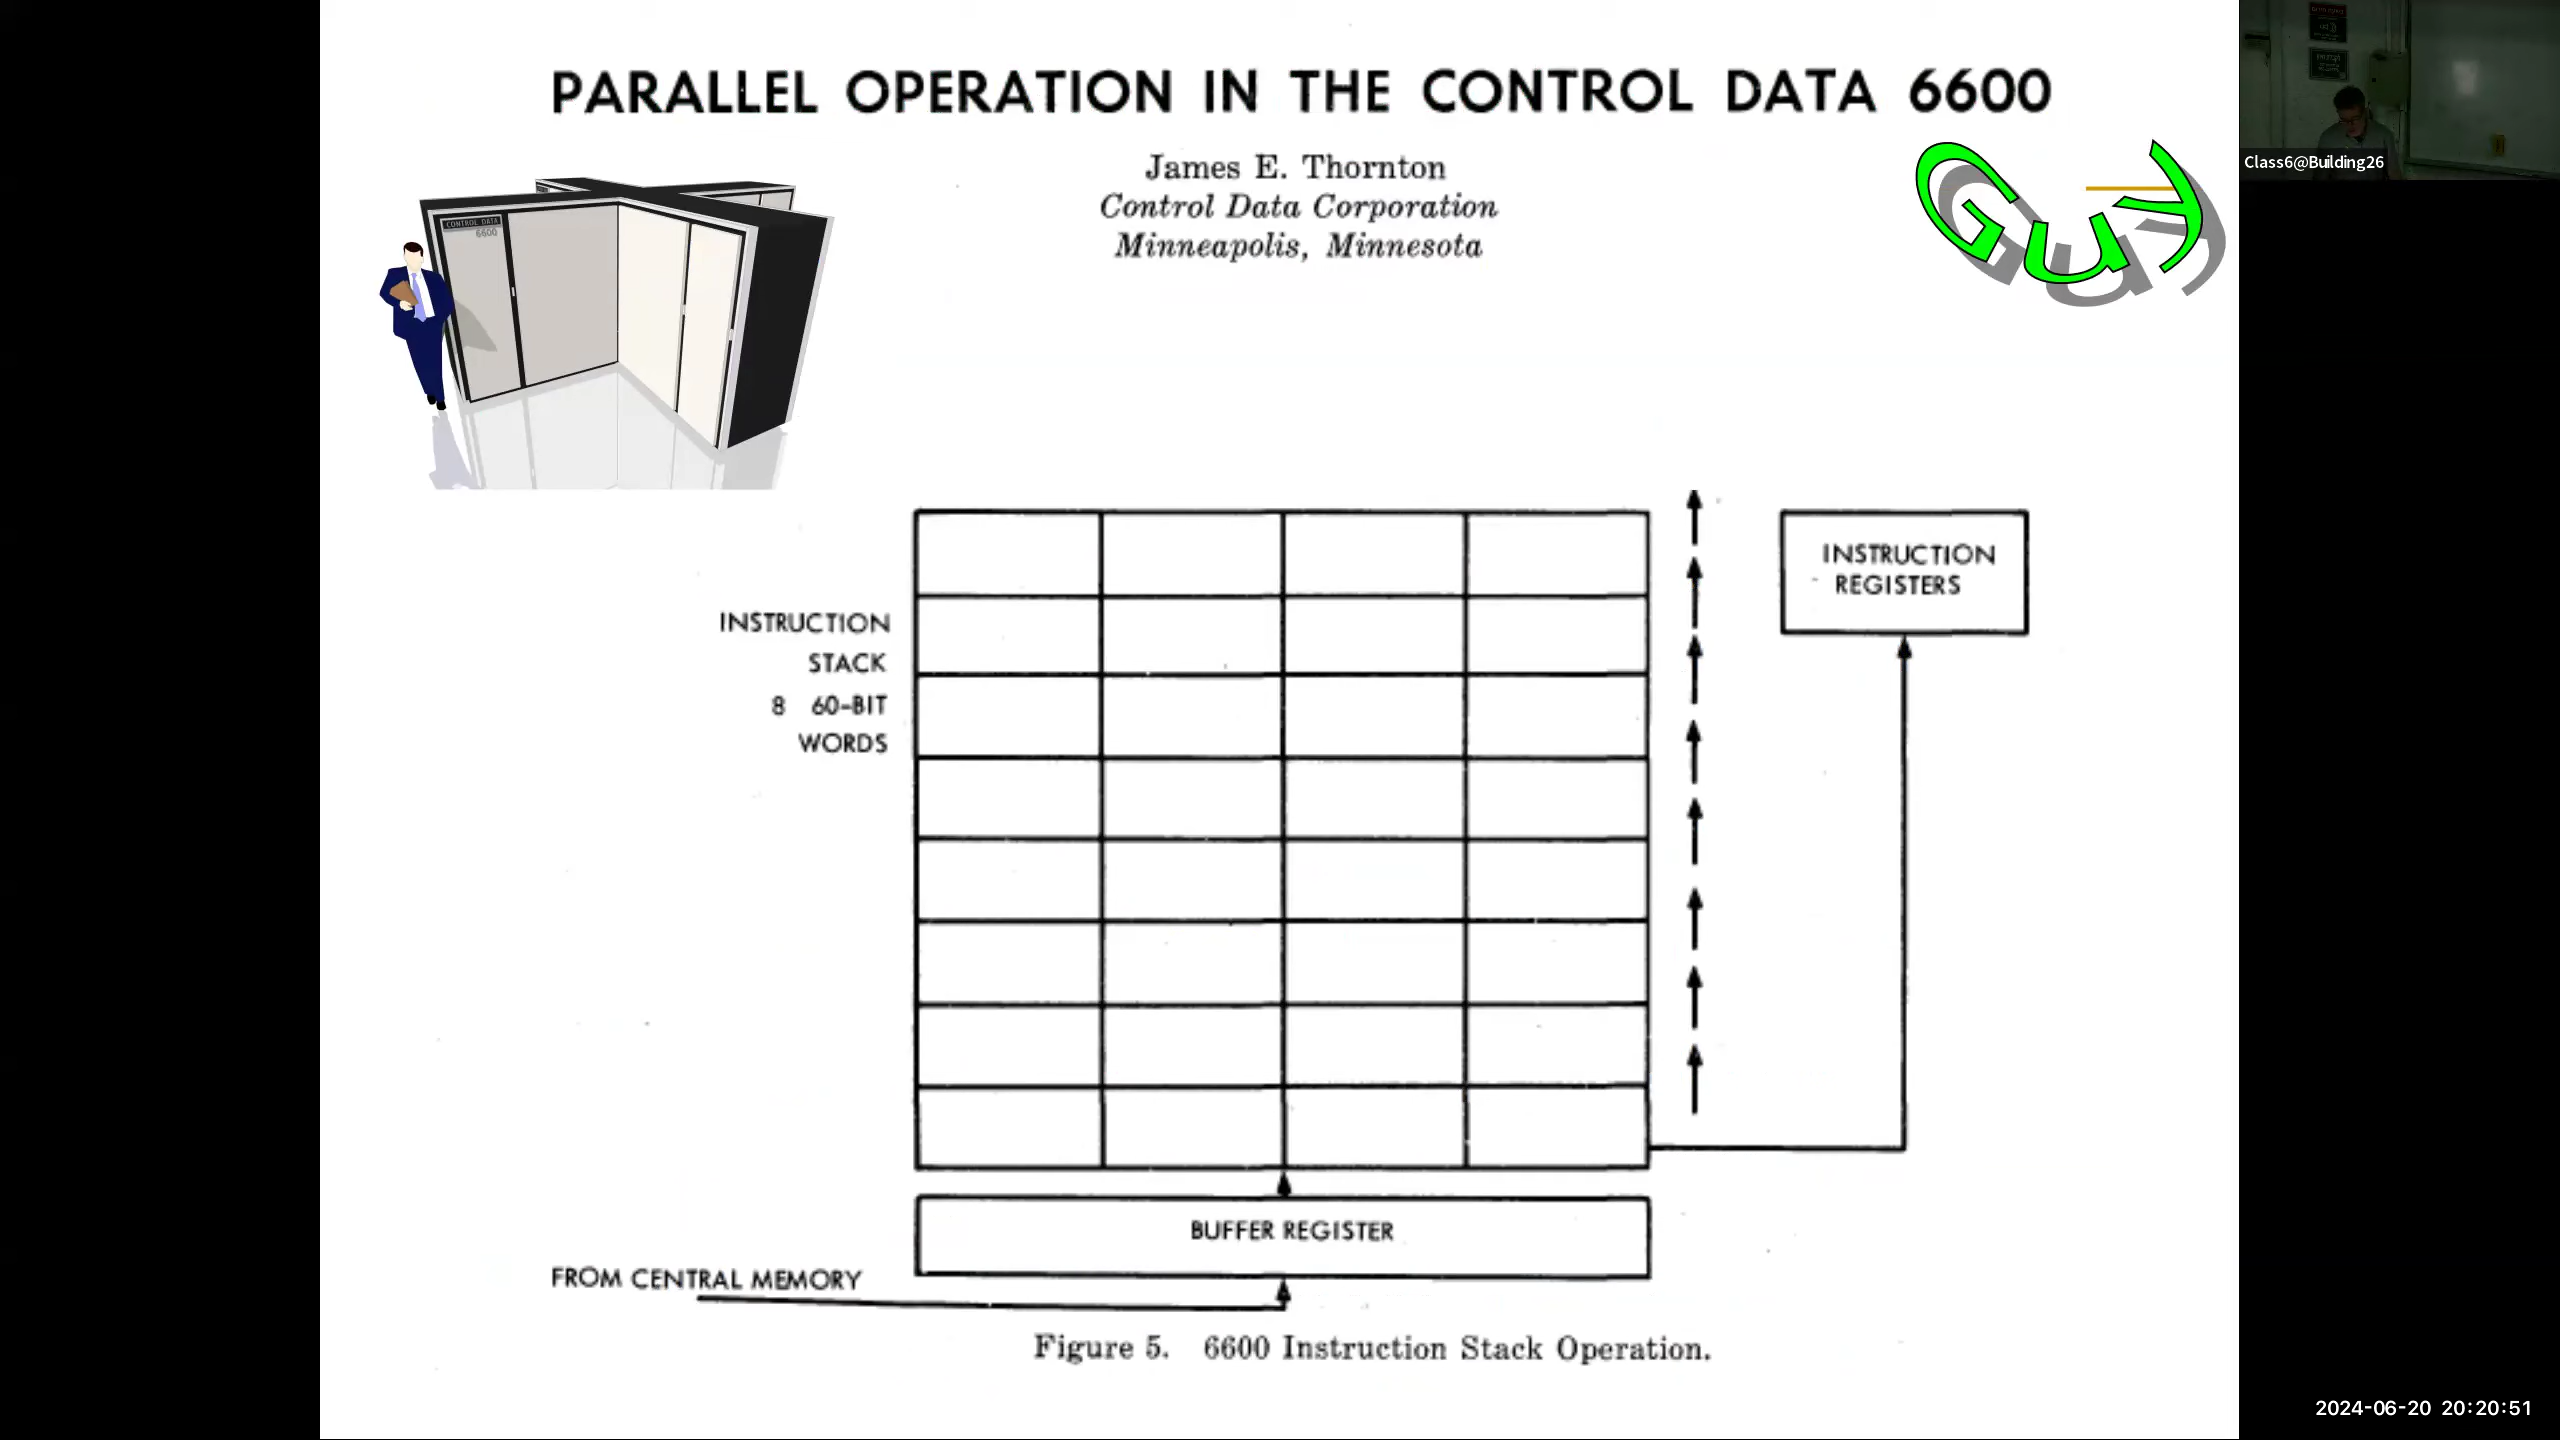 PARALLEL OPERATION IN THE CONTROL DATA 6600
James E. Thornton
Control Data Corporation
Minneapolis, Minnesota
CONTROL DATA
6600
Guy
Class6@Building26
INSTRUCTION
STACK
8 60-BIT
WORDS
INSTRUCTION
REGISTERS
BUFFER REGISTER
FROM CENTRAL MEMORY
Figure 5. 6600 Instruction Stack Operation.
2024-06-20 20:20:51